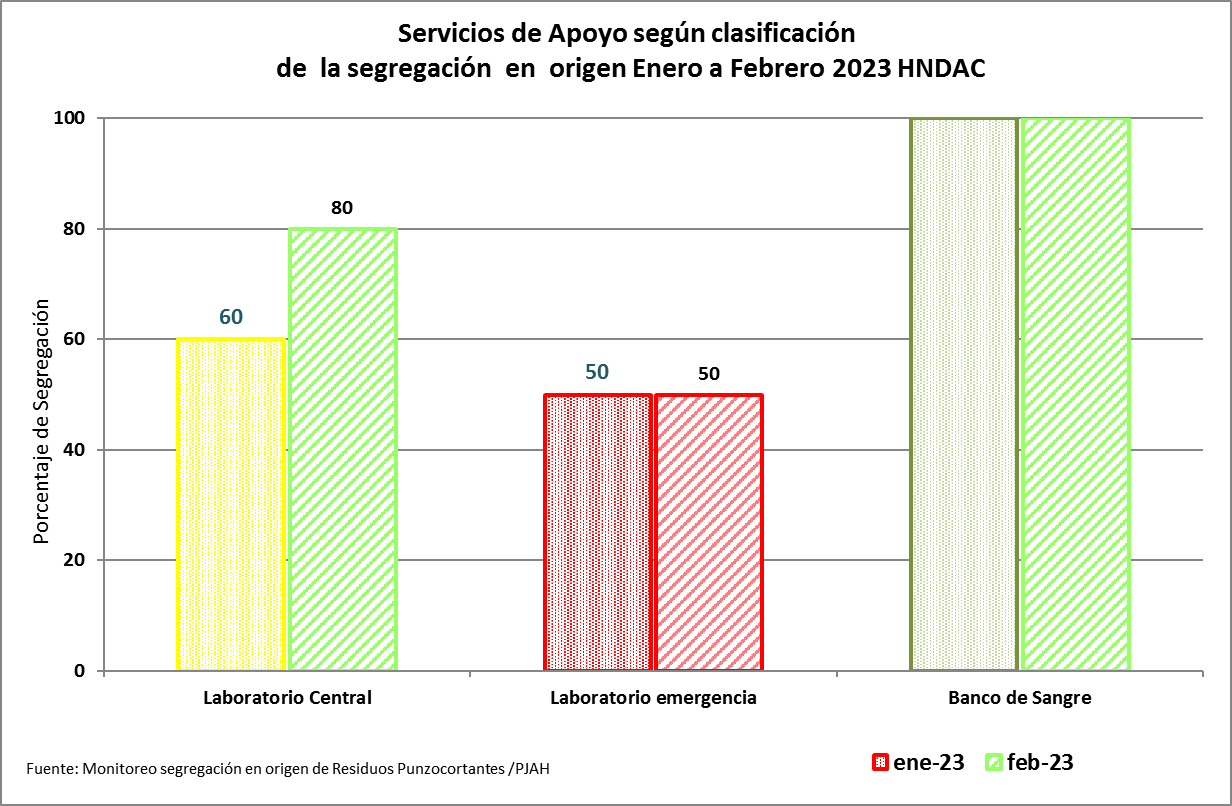 Servicios de Apoyo según clasificación
de la segregación en origen Enero a Febrero 2023 HNDAC
Porcentaje de Segregación
100
80
60
40
20
0
60
80
50
50
Laboratorio Central
Laboratorio emergencia
Banco de Sangre
Fuente: Monitoreo segregación en origen de Residuos Punzocortantes /PJAH
ene-23
feb-23